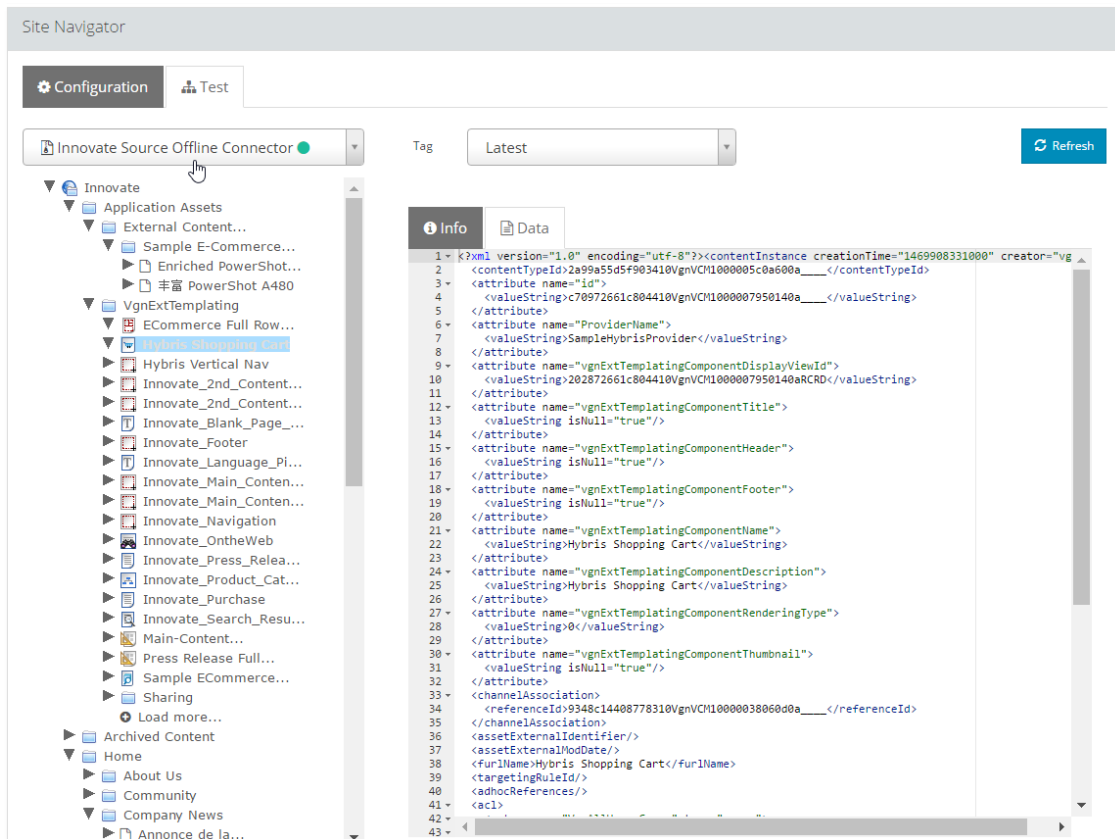 Site Navigator
Configuration
Test
Innovate Source Offline Connector
Tag
Latest
Refresh
Innovate
Application Assets
External Content...
Sample E-Commerce...
Enriched PowerShot...
丰富 PowerShot A480
VgnExtTemplating
ECommerce Full Row...
Hybris Shopping Cart
Hybris Vertical Nav
Innovate_2nd_Content...
Innovate_2nd_Content...
Innovate_Blank_Page_...
Innovate_Footer
Innovate_Language_Pi...
Innovate_Main_Conten...
Innovate_Main_Conten...
Innovate_Navigation
Innovate_OntheWeb
Innovate_Press_Relea...
Innovate_Product_Cat...
Innovate_Purchase
Innovate_Search_Resu...
Main-Content...
Press Release Full...
Sample ECommerce...
Sharing
Load more...
Archived Content
Home
About Us
Community
Company News
Annonce de la...
Info
Data
1 <?xml version="1.0" encoding="utf-8"?><contentInstance creationTime="1469908331000" creator="vg
2 <contentTypeId>2a99a55d5f903410VgnVCM1000005c0a600a____</contentTypeId>
3 <attribute name="id">
4 <valueString>c70972661c804410VgnVCM1000007950140a____</valueString>
5 </attribute>
6 <attribute name="ProviderName">
7 <valueString>SampleHybrisProvider</valueString>
8 </attribute>
9 <attribute name="vgnExtTemplatingComponentDisplayViewId">
10 <valueString>202872661c804410VgnVCM1000007950140aRCRD</valueString>
11 </attribute>
12 <attribute name="vgnExtTemplatingComponentTitle">
13 <valueString isNull="true"/>
14 </attribute>
15 <attribute name="vgnExtTemplatingComponentHeader">
16 <valueString isNull="true"/>
17 </attribute>
18 <attribute name="vgnExtTemplatingComponentFooter">
19 <valueString isNull="true"/>
20 </attribute>
21 <attribute name="vgnExtTemplatingComponentName">
22 <valueString>Hybris Shopping Cart</valueString>
23 </attribute>
24 <attribute name="vgnExtTemplatingComponentDescription">
25 <valueString>Hybris Shopping Cart</valueString>
26 </attribute>
27 <attribute name="vgnExtTemplatingComponentRenderingType">
28 <valueString>0</valueString>
29 </attribute>
30 <attribute name="vgnExtTemplatingComponentThumbnail">
31 <valueString isNull="true"/>
32 </attribute>
33 <channelAssociation>
34 <referenceId>9348c14408778310VgnVCM10000038060d0a____</referenceId>
35 </channelAssociation>
36 <assetExternalIdentifier/>
37 <assetExternalModDate/>
38 <furlName>Hybris Shopping Cart</furlName>
39 <targetingRuleId/>
40 <adhocReferences/>
41 <acl>
42
43